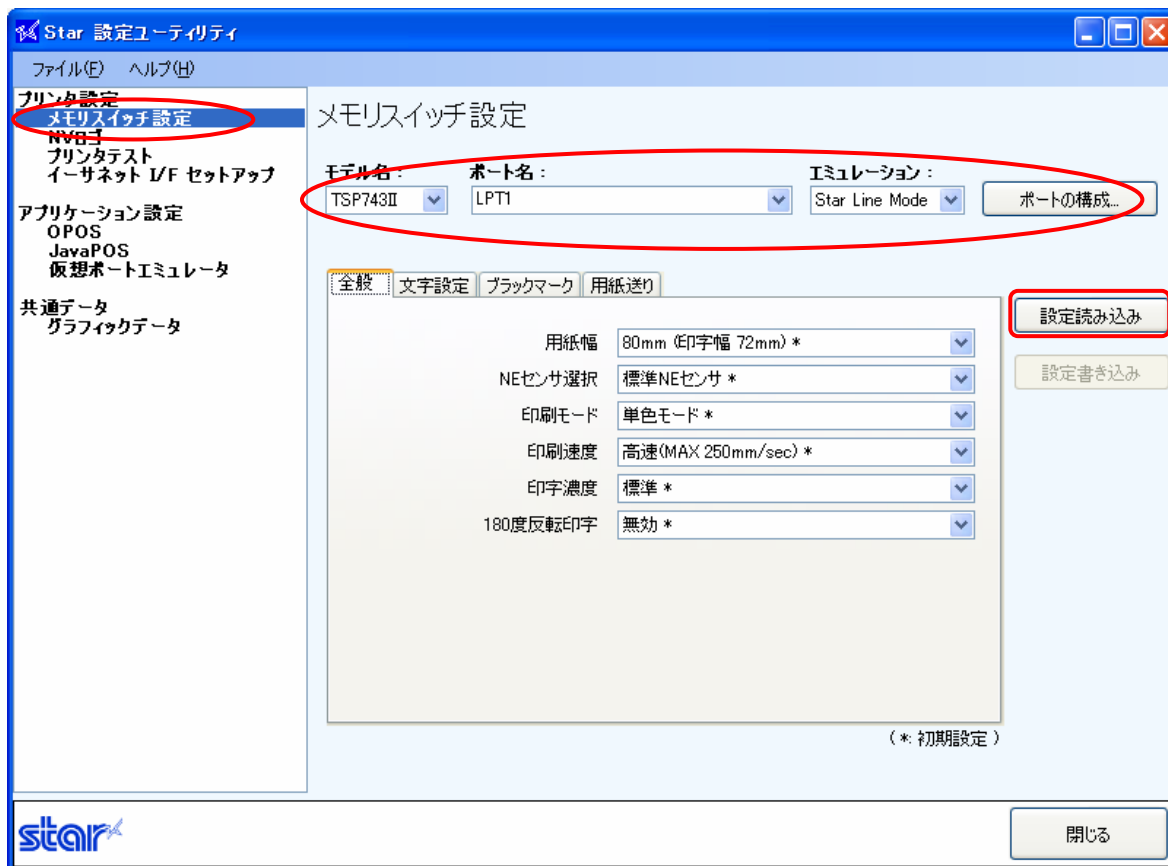 Star 設定ユーティリティ
ファイル(F) ヘルプ(H)
プリンタ設定
メモリスイッチ設定
NVロゴ
プリンタテスト
イーサネット I/F セットアップ
アプリケーション設定
OPOS
JavaPOS
仮想ポートエミュレータ
共通データ
グラフィックデータ
メモリスイッチ設定
モデル名： ポート名： エミュレーション：
TSP743II LPT1 Star Line Mode ポートの構成...
全般 文字設定 ブラックマーク 用紙送り
用紙幅 80mm (印字幅 72mm) *
NEセンサ選択 標準NEセンサ *
印刷モード 単色モード *
印刷速度 高速(MAX 250mm/sec) *
印字濃度 標準 *
180度反転印字 無効 *
設定読み込み
設定書き込み
( *: 初期設定 )
star
閉じる